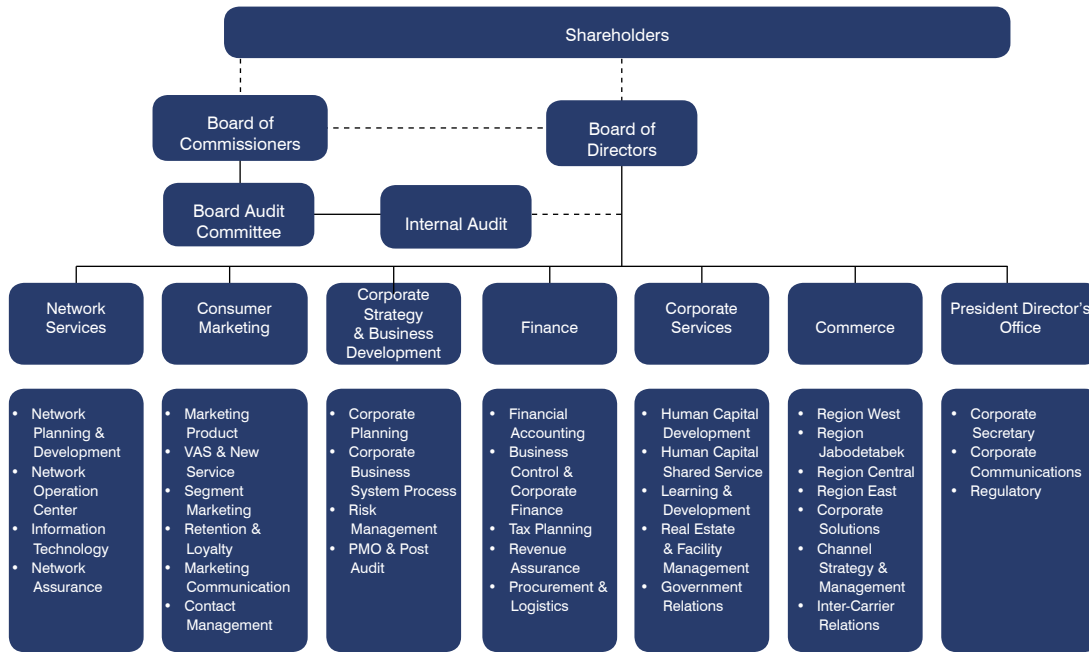 Shareholders
Board of
Commissioners
Board of
Directors
Board Audit
Committee
Internal Audit
Network
Services
Consumer
Marketing
Corporate
Strategy
& Business
Development
Finance
Corporate
Services
Commerce
President Director's
Office
• Network
Planning &
Development
• Network
Operation
Center
• Information
Technology
• Network
Assurance
• Marketing
Product
• VAS & New
Service
• Segment
Marketing
• Retention &
Loyalty
• Marketing
Communication
• Contact
Management
• Corporate
Planning
• Corporate
Business
System Process
• Risk
Management
• PMO & Post
Audit
• Financial
Accounting
• Business
Control &
Corporate
Finance
• Tax Planning
• Revenue
Assurance
• Procurement &
Logistics
• Human Capital
Development
• Human Capital
Shared Service
• Learning &
Development
• Real Estate
& Facility
Management
• Government
Relations
• Region West
• Region
Jabodetabek
• Region Central
• Region East
• Corporate
Solutions
• Channel
Strategy &
Management
• Inter-Carrier
Relations
• Corporate
Secretary
• Corporate
Communications
• Regulatory